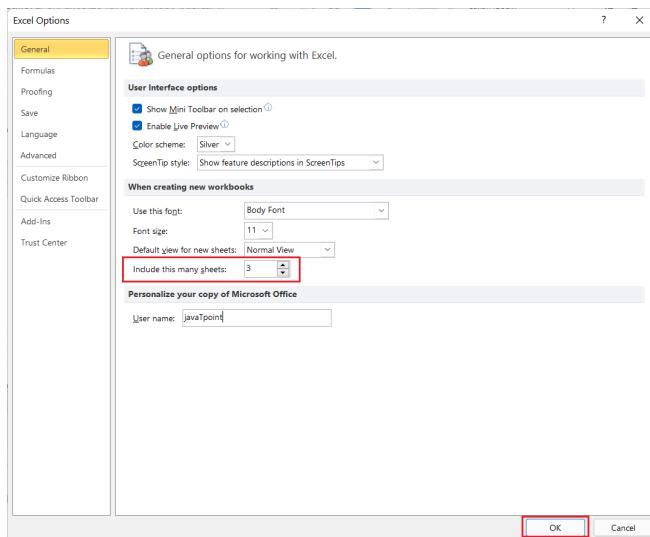 Excel Options ? ×
General
Formulas
Proofing
Save
Language
Advanced
Customize Ribbon
Quick Access Toolbar
Add-Ins
Trust Center
General options for working with Excel.
User Interface options
Show Mini Toolbar on selection
Enable Live Preview
Color scheme: Silver
ScreenTip style: Show feature descriptions in ScreenTips
When creating new workbooks
Use this font: Body Font
Font size: 11
Default view for new sheets: Normal View
Include this many sheets: 3
Personalize your copy of Microsoft Office
User name: javaTpoint
OK Cancel